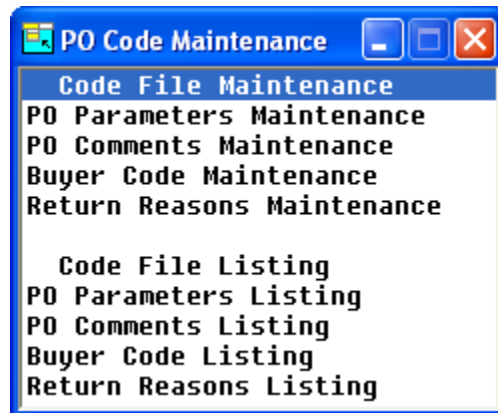 PO Code Maintenance
Code File Maintenance
PO Parameters Maintenance
PO Comments Maintenance
Buyer Code Maintenance
Return Reasons Maintenance
Code File Listing
PO Parameters Listing
PO Comments Listing
Buyer Code Listing
Return Reasons Listing